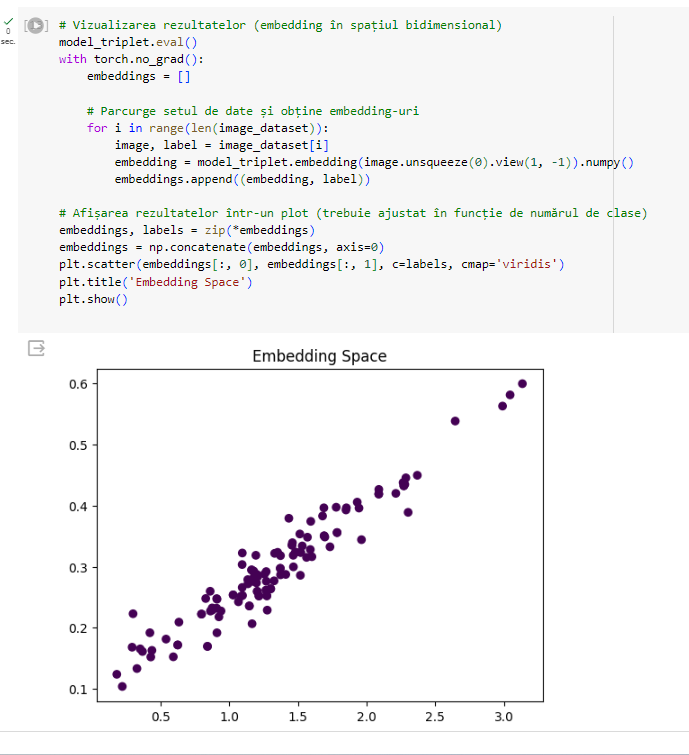 # Vizualizarea rezultatelor (embedding în spațiul bidimensional)
model_triplet.eval()
with torch.no_grad():
    embeddings = []

    # Parcurge setul de date și obține embedding-uri
    for i in range(len(image_dataset)):
        image, label = image_dataset[i]
        embedding = model_triplet.embedding(image.unsqueeze(0).view(1, -1)).numpy()
        embeddings.append((embedding, label))

# Afișarea rezultatelor într-un plot (trebuie ajustat în funcție de numărul de clase)
embeddings, labels = zip(*embeddings)
embeddings = np.concatenate(embeddings, axis=0)
plt.scatter(embeddings[:, 0], embeddings[:, 1], c=labels, cmap='viridis')
plt.title('Embedding Space')
plt.show()
0
sec.
Embedding Space
0.6
0.5
0.4
0.3
0.2
0.1
0.5 1.0 1.5 2.0 2.5 3.0